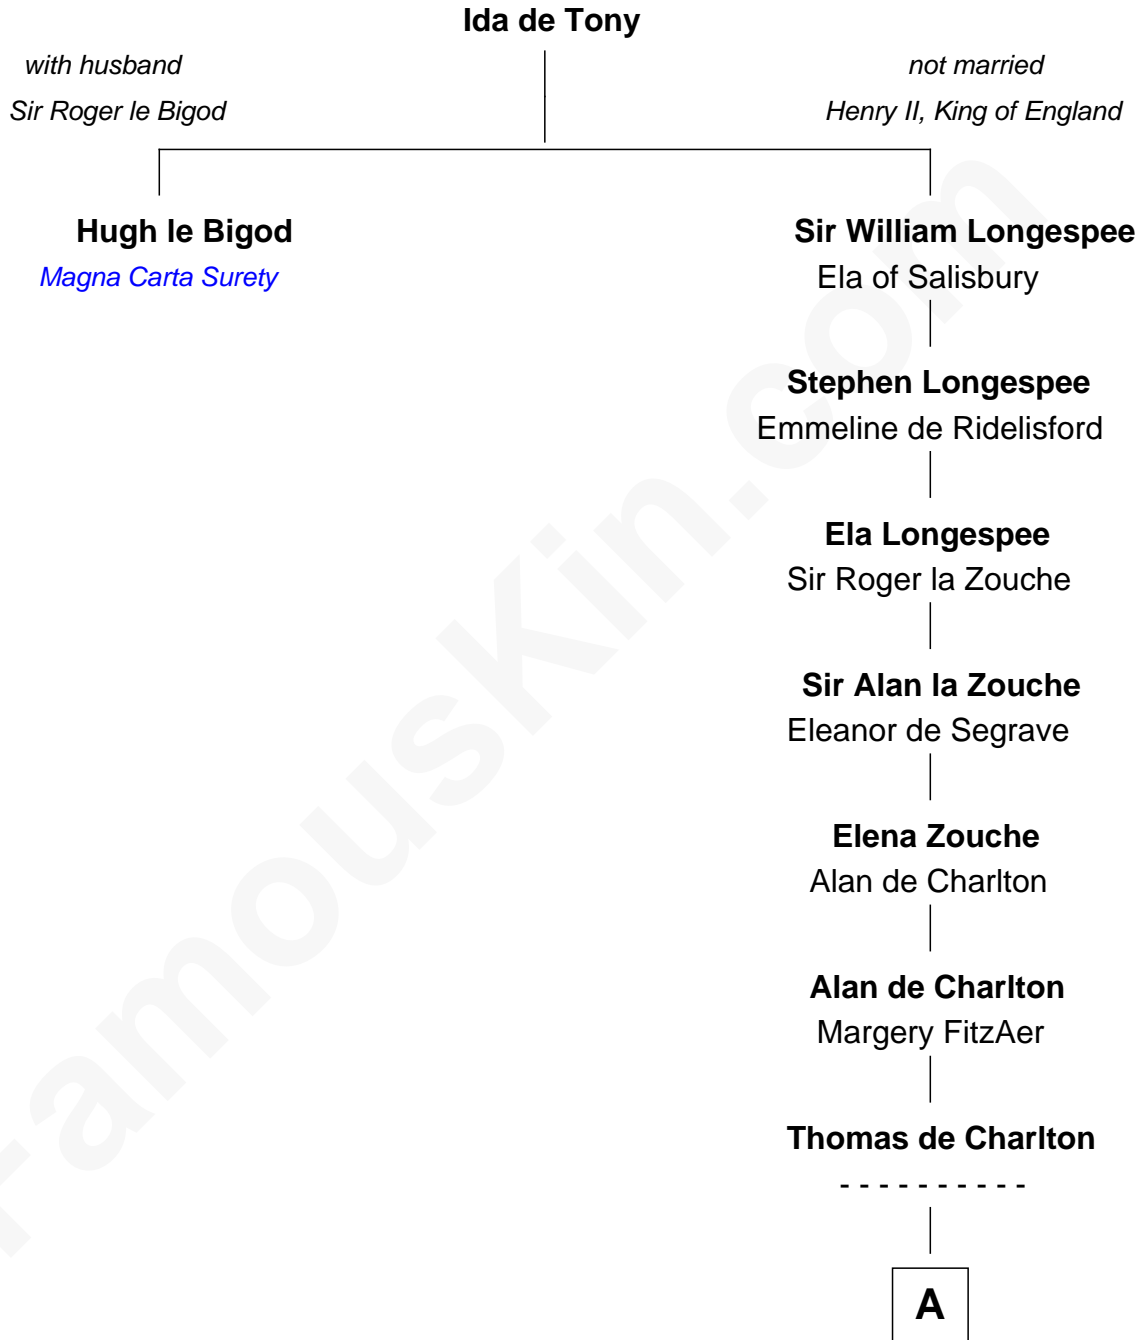 Ida de Tony
with husband
Sir Roger le Bigod
not married
Henry II, King of England
Hugh le Bigod
Magna Carta Surety
Sir William Longespee
Ela of Salisbury
Stephen Longespee
Emmeline de Ridelisford
Ela Longespee
Sir Roger la Zouche
Sir Alan la Zouche
Eleanor de Segrave
Elena Zouche
Alan de Charlton
Alan de Charlton
Margery FitzAer
Thomas de Charlton
- - - - - - - - - -
A
FamousKin.com